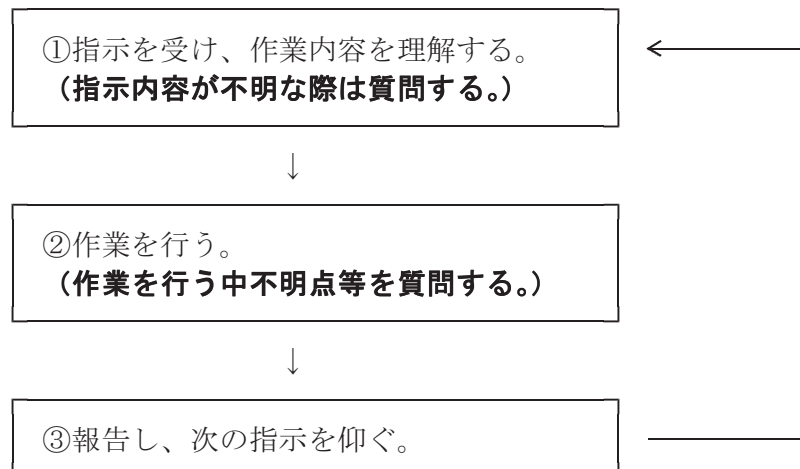 ①指示を受け、作業内容を理解する。
（指示内容が不明な際は質問する。）
↓
②作業を行う。
（作業を行う中不明点等を質問する。）
↓
③報告し、次の指示を仰ぐ。